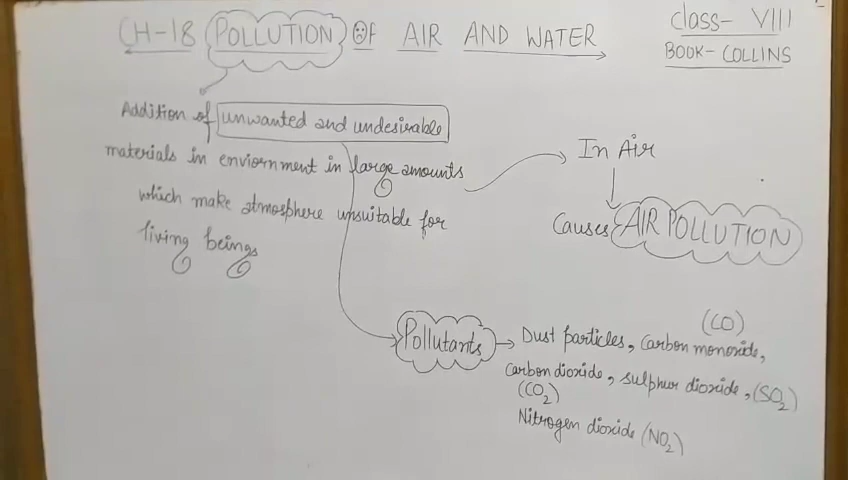 CH-18 POLLUTION OF AIR AND WATER
Class- VIII
BOOK- COLLINS
Addition of unwanted and undesirable
materials in enviornment in large amounts
which make atmosphere unsuitable for
living beings
In Air
Causes AIR POLLUTION
Pollutants
Dust particles, Carbon monoxide, (CO)
Carbon dioxide, sulphur dioxide, (SO2)
(CO2)
Nitrogen dioxide (NO2)